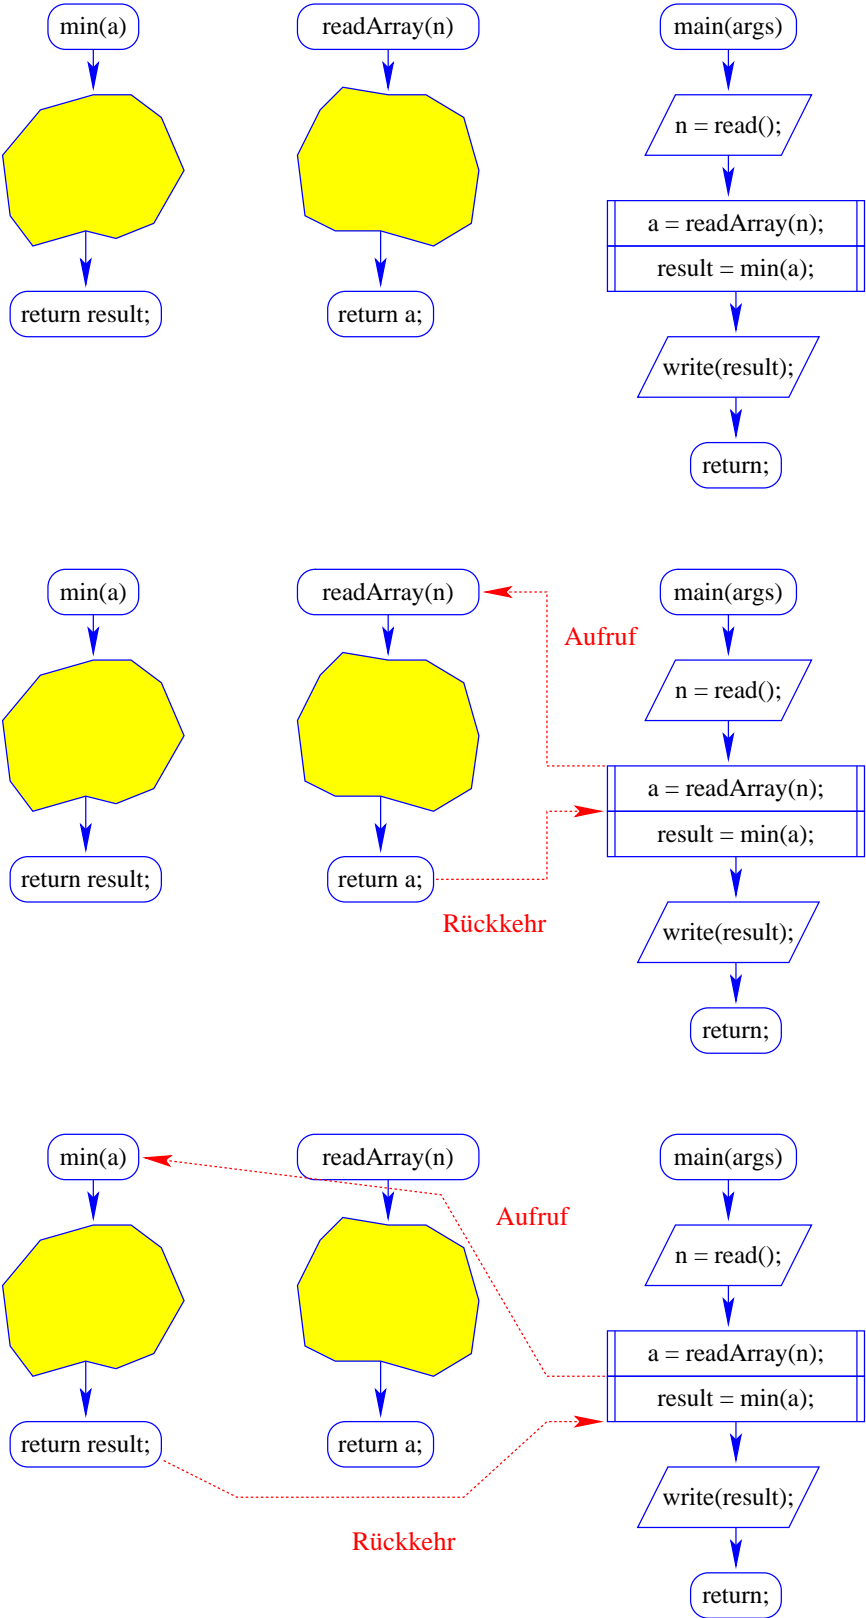 min(a)
readArray(n)
main(args)
n = read();
a = readArray(n);
result = min(a);
return result;
return a;
write(result);
return;
min(a)
readArray(n)
main(args)
Aufruf
n = read();
a = readArray(n);
result = min(a);
return result;
return a;
Rückkehr
write(result);
return;
min(a)
readArray(n)
main(args)
Aufruf
n = read();
a = readArray(n);
result = min(a);
return result;
return a;
write(result);
Rückkehr
return;